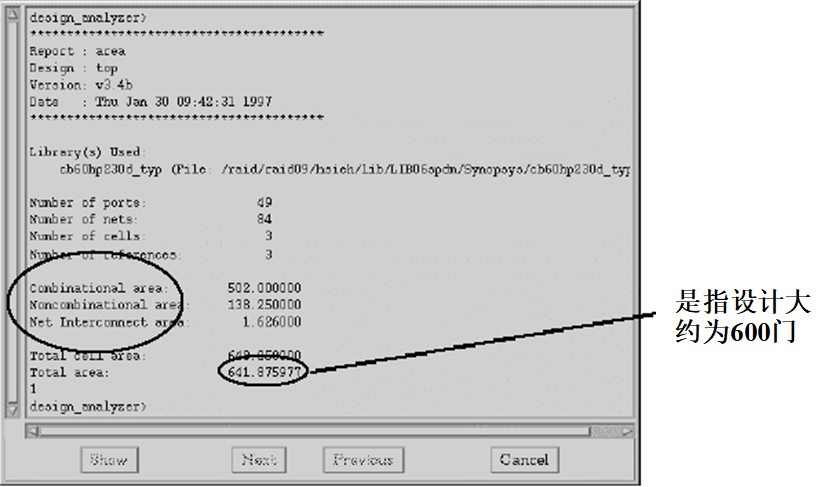 design_analyzer>
****************************************
Report : area
Design : top
Version: v3.4b
Date : Thu Jan 30 09:42:31 1997
****************************************
Library(s) Used:
cb60hp230d_typ (File: /raid/raid09/hsieh/lib/LIB06spdm/Synopsys/cb60hp230d_typ
Number of ports: 49
Number of nets: 84
Number of cells: 3
Number of references: 3
Combinational area: 502.000000
Noncombinational area: 138.250000
Net Interconnect area: 1.626000
Total cell area: 640.250000
Total area: 641.875977
1
design_analyzer>
是指设计大
约为600门
Show Next Previous Cancel